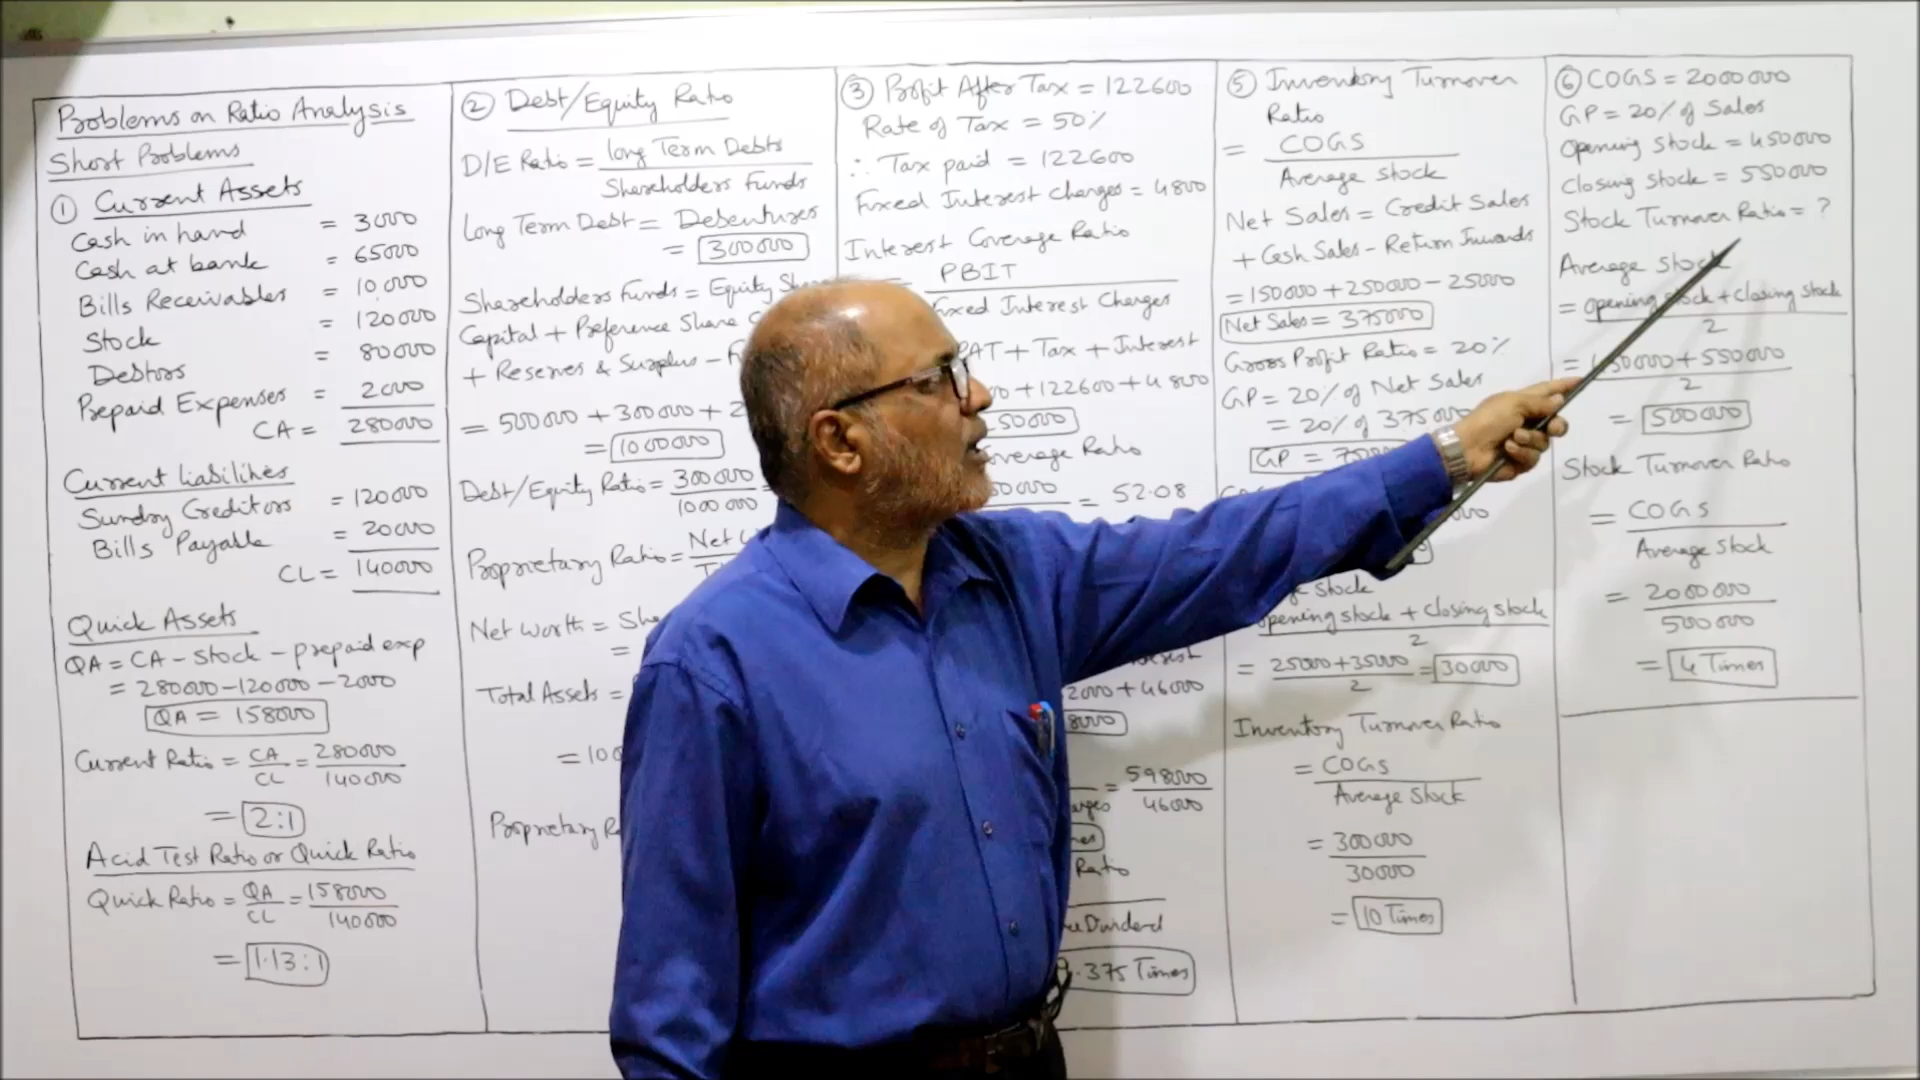 Problems on Ratio Analysis
Short Problems
① Current Assets
Cash in hand = 3000
Cash at bank = 65000
Bills Receivables = 10,000
Stock = 120000
Debtors = 80000
Prepaid Expenses = 2000
CA = 280000
Current liabilities
Sundry Creditors = 120000
Bills Payable = 20000
CL = 140000
Quick Assets
QA = CA - stock - prepaid exp
= 280000 - 120000 - 2000
QA = 158000
Current Ratio = CA/CL = 280000/140000
= 2:1
Acid Test Ratio or Quick Ratio
Quick Ratio = QA/CL = 158000/140000
= 1.13:1
② Debt/Equity Ratio
D/E Ratio = long Term Debts
Shareholders Funds
Long Term Debt = Debentures
= 300000
Shareholders Funds = Equity
Capital + Preference Share
+ Reserves & Surplus -
= 500000 + 300000 +
= 1000000
Debt/Equity Ratio = 300000/1000000
Proprietary Ratio = Net
Net Worth =
=
Total Assets =
= 
Proprietary
③ Profit After Tax = 122600
Rate of Tax = 50%
∴ Tax paid = 122600
Fixed Interest Charges = 4800
Interest Coverage Ratio
= PBIT
Interest Charges
+ Tax + Interest
+ 122600 + 4800
Ratio
= 52.08
+ 46000
= 598000/46000
Ratio
Dividend
.375 Times
⑤ Inventory Turnover
Ratio
= COGS
Average Stock
Net Sales = Credit Sales
+ Cash Sales - Return Inwards
= 150000 + 250000 - 25000
Net Sales = 375000
Gross Profit Ratio = 20%
GP = 20% of Net Sales
= 20% of 375000
GP =
stock
opening stock + closing stock
2
= 25000 + 35000/2 = 30000
Inventory Turnover Ratio
= COGS
Average Stock
= 300000
30000
= 10 Times
⑥ COGS = 2000000
GP = 20% of Sales
Opening Stock = 450000
Closing Stock = 550000
Stock Turnover Ratio = ?
Average Stock
= opening stock + closing stock
2
= 450000 + 550000
2
= 500000
Stock Turnover Ratio
= COGS
Average Stock
= 2000000
500000
= 4 Times